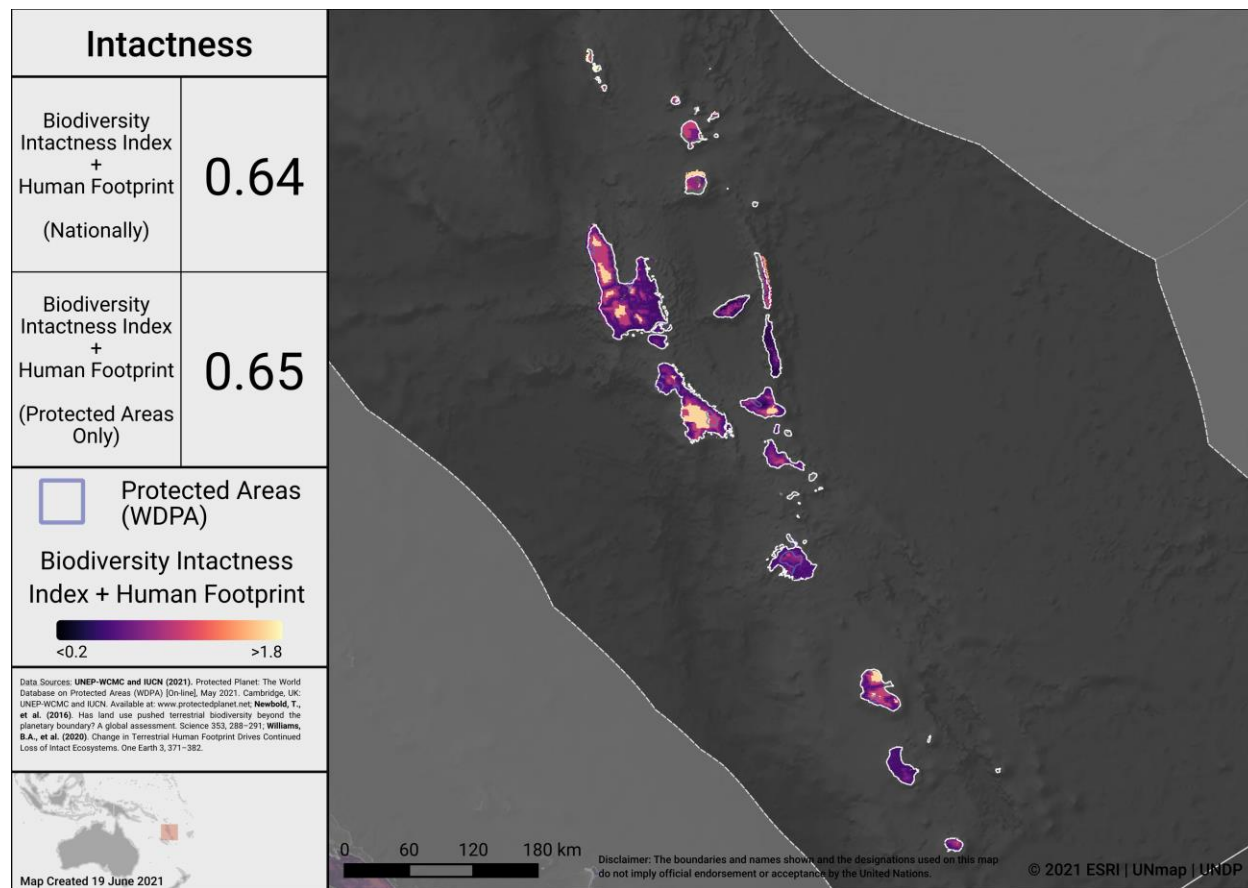 Intactness
Biodiversity
Intactness Index
+
Human Footprint
(Nationally)
0.64
Biodiversity
Intactness Index
+
Human Footprint
(Protected Areas
Only)
0.65
Protected Areas
(WDPA)
Biodiversity Intactness
Index + Human Footprint
<0.2
>1.8
Data Sources: UNEP-WCMC and IUCN (2021). Protected Planet: The World
Database on Protected Areas (WDPA) [On-line], May 2021. Cambridge, UK:
UNEP-WCMC and IUCN. Available at: www.protectedplanet.net; Newbold, T.,
et al. (2016). Has land use pushed terrestrial biodiversity beyond the
planetary boundary? A global assessment. Science 353, 288–291; Williams,
B.A., et al. (2020). Change in Terrestrial Human Footprint Drives Continued
Loss of Intact Ecosystems. One Earth 3, 371–382.
Map Created 19 June 2021
0 60 120 180 km
Disclaimer: The boundaries and names shown and the designations used on this map
do not imply official endorsement or acceptance by the United Nations.
© 2021 ESRI | UNmap | UNDP